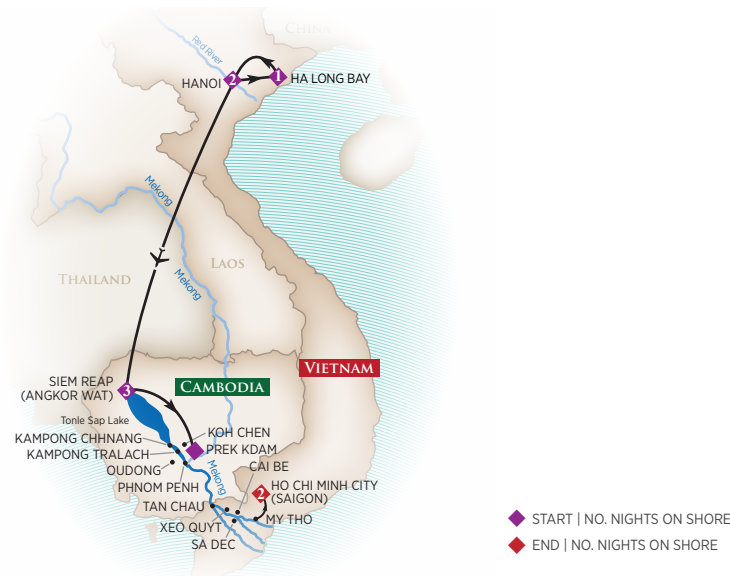 CHINA
Red River
HANOI
2
1
HA LONG BAY
Mekong
Mekong
LAOS
THAILAND
VIETNAM
SIEM REAP
(ANGKOR WAT)
3
CAMBODIA
Tonle Sap Lake
KOH CHEN
KAMPONG CHHNANG
PREK KDAM
KAMPONG TRALACH
CAI BE
OUDONG
Mekong
PHNOM PENH
HO CHI MINH CITY
(SAIGON)
2
TAN CHAU
MY THO
XEO QUÝT
SA DEC
START | NO. NIGHTS ON SHORE
END | NO. NIGHTS ON SHORE